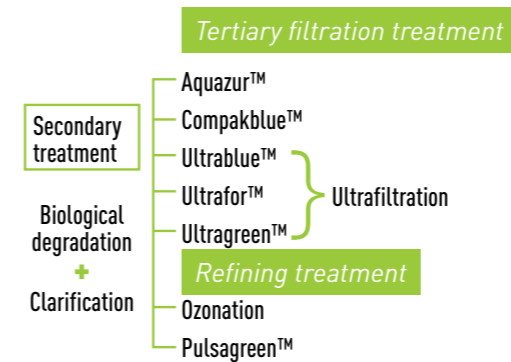 Tertiary filtration treatment
Aquazur™
Compakblue™
Secondary
treatment
Ultrablue™
Ultrafor™
Ultrafiltration
Ultragreen™
Biological
degradation
+
Clarification
Refining treatment
Ozonation
Pulsagreen™